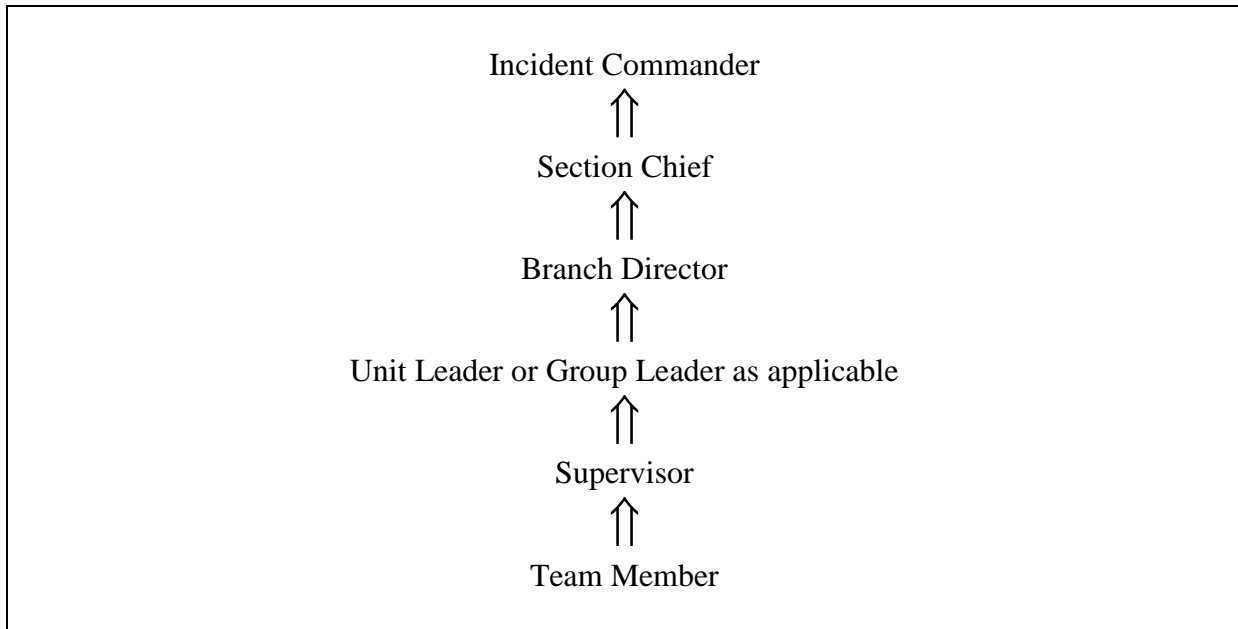 Incident Commander
⇑
Section Chief
⇑
Branch Director
⇑
Unit Leader or Group Leader as applicable
⇑
Supervisor
⇑
Team Member